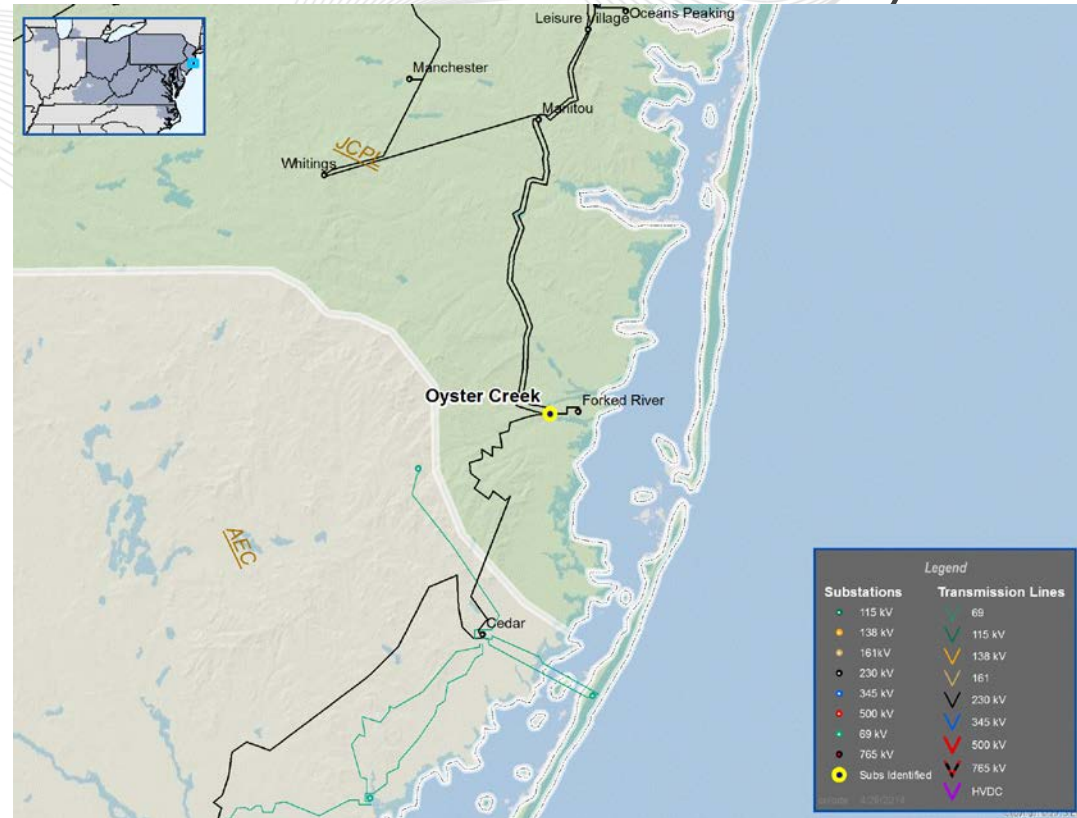 Leisure Village
Oceans Peaking
Manchester
Manitou
Whitings
JCPL
Oyster Creek
Forked River
AEC
Cedar
Legend
Substations
115 kV
138 kV
161kV
230 kV
345 kV
500 kV
69 kV
765 kV
Subs Identified
Transmission Lines
69
115 kV
138 kV
161
230 kV
345 kV
500 kV
765 kV
HVDC